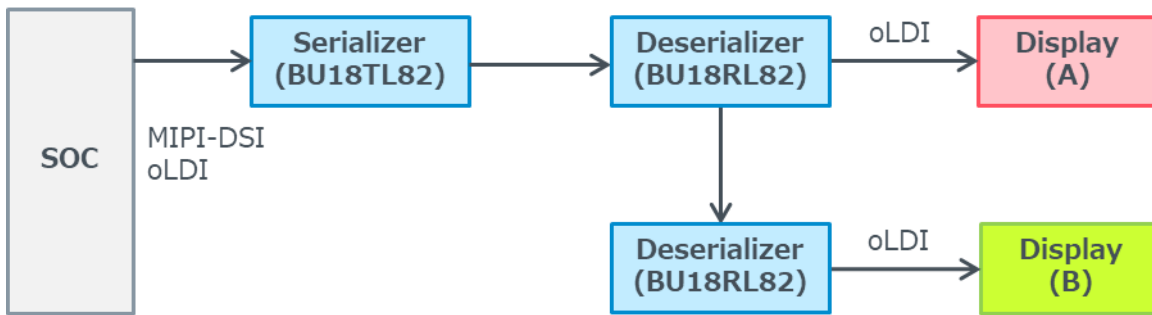 SOC
MIPI-DSI
oLDI
Serializer
(BU18TL82)
Deserializer
(BU18RL82)
oLDI
Display
(A)
Deserializer
(BU18RL82)
oLDI
Display
(B)